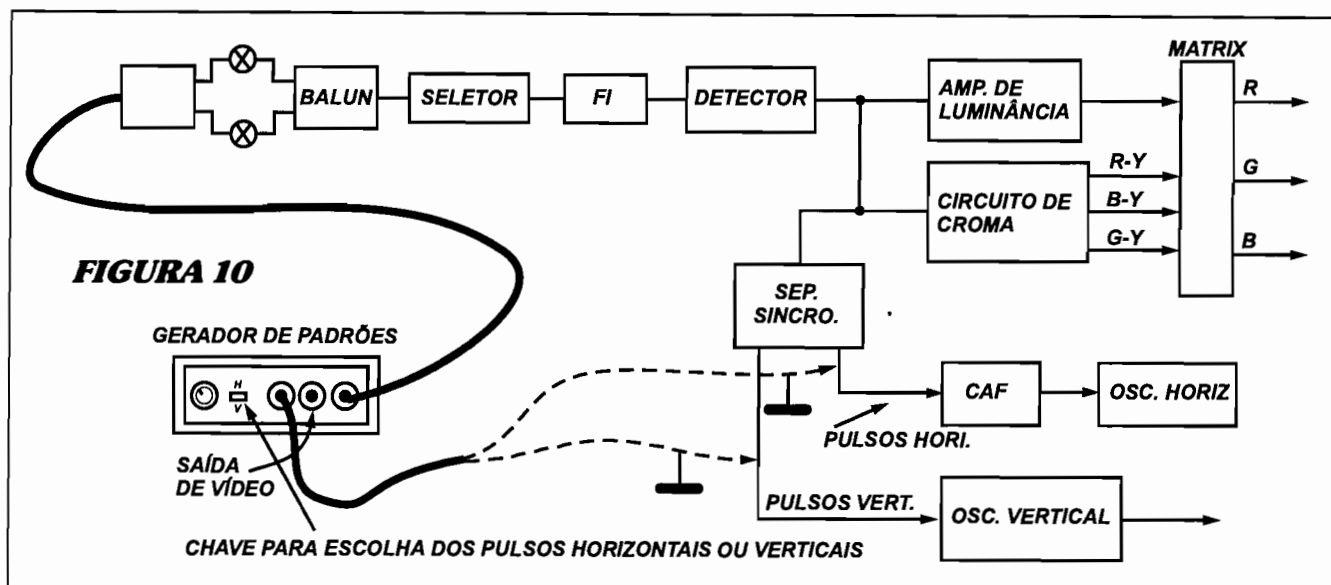 MATRIX
BALUN
SELETOR
FI
DETECTOR
AMP. DE
LUMINÂNCIA
R
R-Y
G
CIRCUITO DE
CROMA
B-Y
G-Y
B
FIGURA 10
SEP.
SINCRO.
GERADOR DE PADRÕES
H
V
CAF
OSC. HORIZ
PULSOS HORI.
SAÍDA
DE VÍDEO
PULSOS VERT.
OSC. VERTICAL
CHAVE PARA ESCOLHA DOS PULSOS HORIZONTAIS OU VERTICAIS